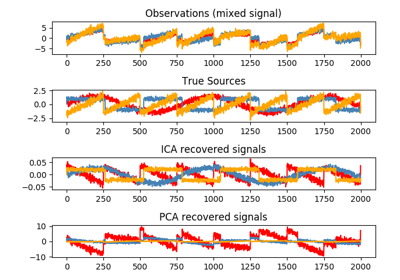 Observations (mixed signal)
5
0
−5
0 250 500 750 1000 1250 1500 1750 2000
True Sources
2.5
0.0
−2.5
0 250 500 750 1000 1250 1500 1750 2000
ICA recovered signals
0.05
0.00
−0.05
0 250 500 750 1000 1250 1500 1750 2000
PCA recovered signals
10
0
−10
0 250 500 750 1000 1250 1500 1750 2000